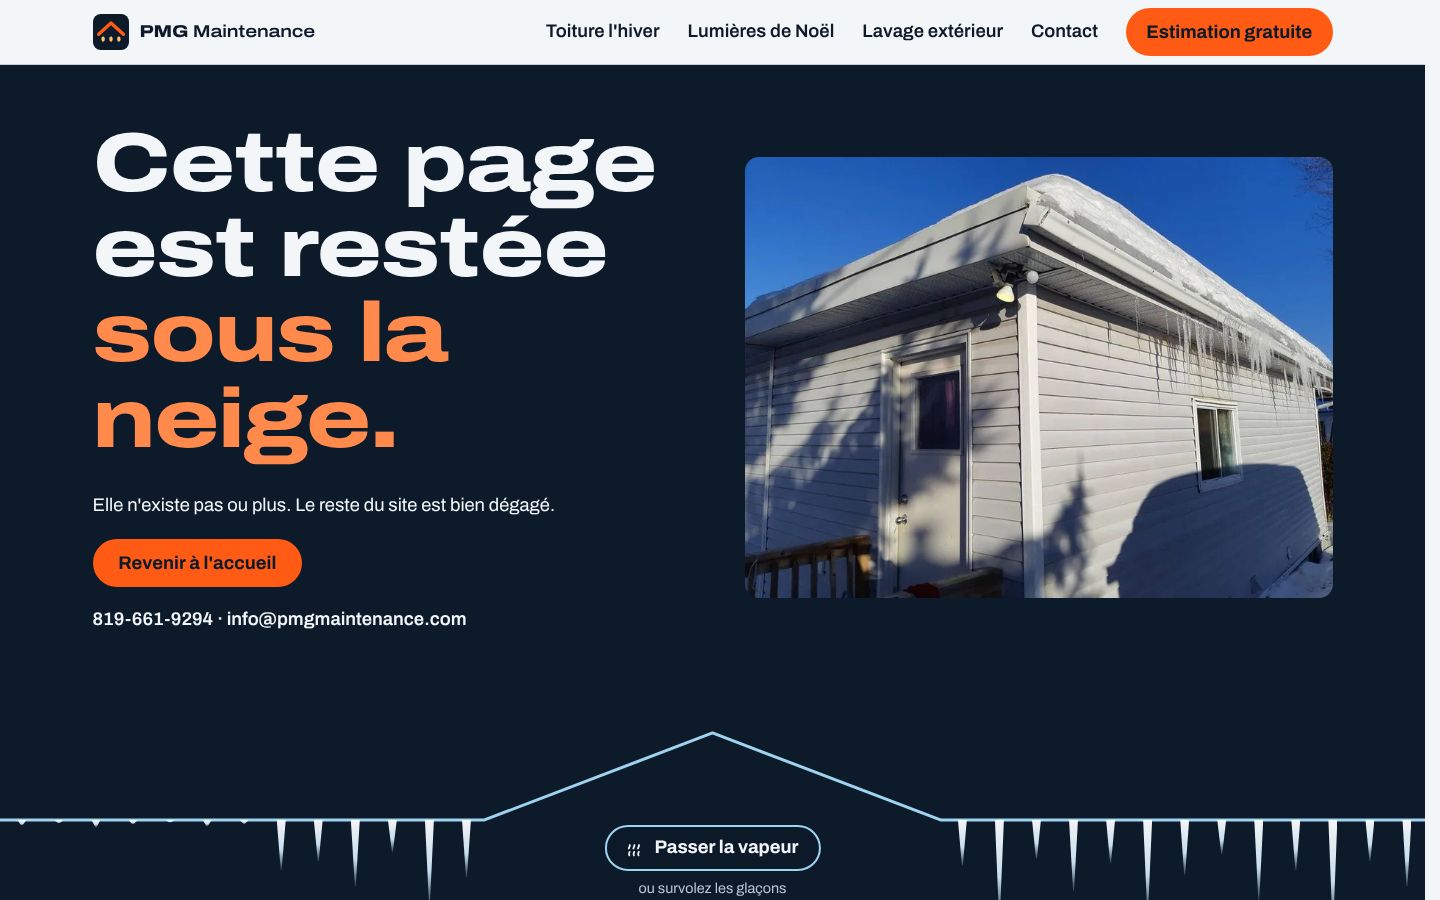 PMG Maintenance
Toiture l'hiver
Lumières de Noël
Lavage extérieur
Contact
Estimation gratuite
Cette page
est restée
sous la
neige.
Elle n'existe pas ou plus. Le reste du site est bien dégagé.
Revenir à l'accueil
819-661-9294 · info@pmgmaintenance.com
Passer la vapeur
ou survolez les glaçons